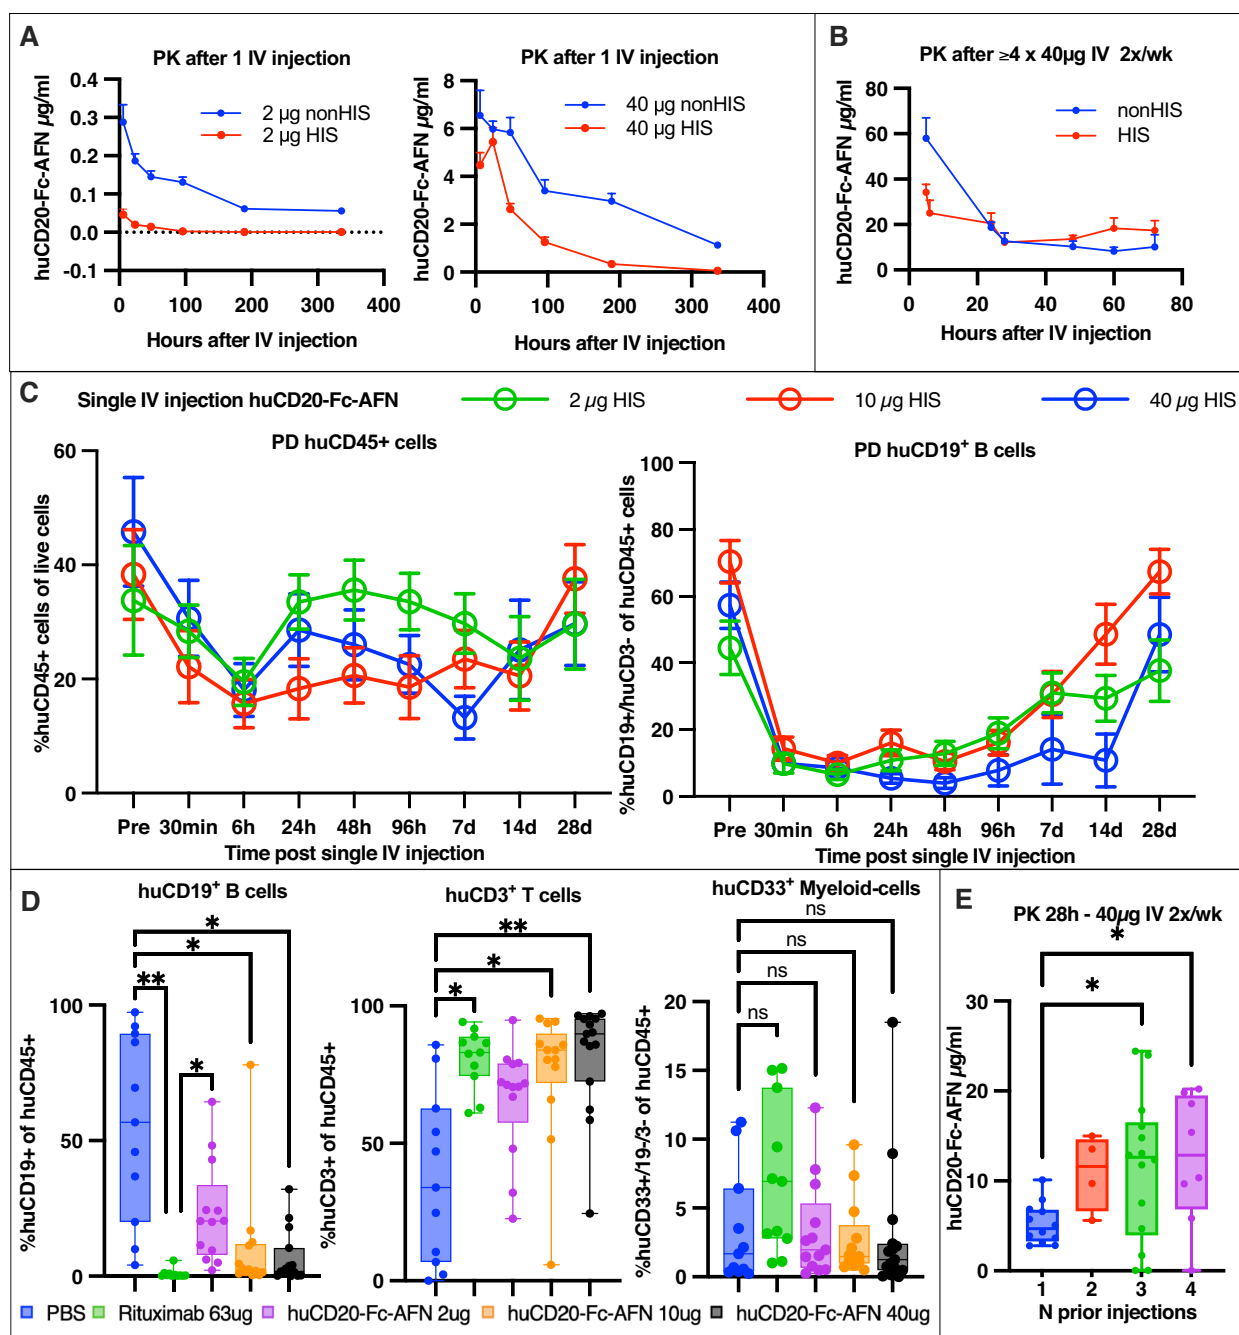 A
PK after 1 IV injection
huCD20-Fc-AFN µg/ml
0.4
0.3
0.2
0.1
0.0
-0.1
2 µg nonHIS
2 µg HIS
0 100 200 300 400
Hours after IV injection
PK after 1 IV injection
huCD20-Fc-AFN µg/ml
8
6
4
2
0
40 µg nonHIS
40 µg HIS
0 100 200 300 400
Hours after IV injection
B
PK after ≥4 x 40µg IV 2x/wk
huCD20-Fc-AFN µg/ml
80
60
40
20
0
nonHIS
HIS
0 20 40 60 80
Hours after IV injection
C
Single IV injection huCD20-Fc-AFN
2 µg HIS
10 µg HIS
40 µg HIS
PD huCD45+ cells
%huCD45+ cells of live cells
60
40
20
0
Pre 30min 6h 24h 48h 96h 7d 14d 28d
Time post single IV injection
PD huCD19+ B cells
%huCD19+/huCD3- of huCD45+ cells
100
80
60
40
20
0
Pre 30min 6h 24h 48h 96h 7d 14d 28d
Time post single IV injection
D
huCD19+ B cells
%huCD19+ of huCD45+
100
50
0
*
*
**
*
huCD3+ T cells
%huCD3+ of huCD45+
100
50
0
**
*
*
huCD33+ Myeloid-cells
%huCD33+/19-/3- of huCD45+
20
15
10
5
0
ns
ns
ns
ns
PBS
Rituximab 63ug
huCD20-Fc-AFN 2ug
huCD20-Fc-AFN 10ug
huCD20-Fc-AFN 40ug
E
PK 28h - 40µg IV 2x/wk
huCD20-Fc-AFN µg/ml
30
20
10
0
*
*
1 2 3 4
N prior injections